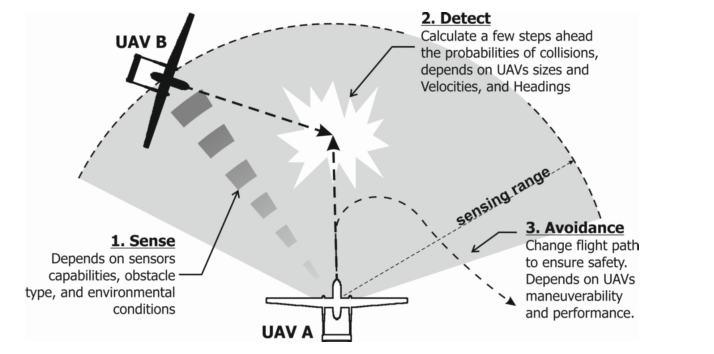 UAV B
2. Detect
Calculate a few steps ahead
the probabilities of collisions,
depends on UAVs sizes and
Velocities, and Headings
sensing range
1. Sense
Depends on sensors
capabilities, obstacle
type, and environmental
conditions
3. Avoidance
Change flight path
to ensure safety.
Depends on UAVs
maneuverability
and performance.
UAV A